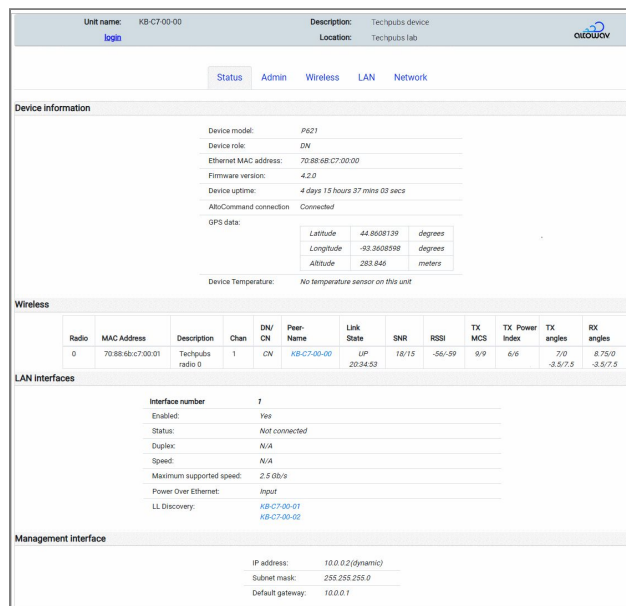 Unit name: KB-C7-00-00 Description: Techpubs device
login Location: Techpubs lab
altoWAV
Status Admin Wireless LAN Network
Device information
Device model: P621
Device role: DN
Ethernet MAC address: 70:88:6B:C7:00:00
Firmware version: 4.2.0
Device uptime: 4 days 15 hours 37 mins 03 secs
AltoCommand connection Connected
GPS data:
Latitude 44.8608139 degrees
Longitude -93.3608598 degrees
Altitude 283.846 meters
Device Temperature: No temperature sensor on this unit
Wireless
Radio MAC Address Description Chan DN/CN Peer-Name Link State SNR RSSI TX MCS TX Power Index TX angles RX angles
0 70:88:6b:c7:00:01 Techpubs radio 0 1 CN KB-C7-00-00 UP 20:34:53 18/15 -56/-59 9/9 6/6 7/0 -3.5/7.5 8.75/0 -3.5/7.5
LAN interfaces
Interface number 1
Enabled: Yes
Status: Not connected
Duplex: N/A
Speed: N/A
Maximum supported speed: 2.5 Gb/s
Power Over Ethernet: Input
LL Discovery: KB-C7-00-01
KB-C7-00-02
Management interface
IP address: 10.0.0.2(dynamic)
Subnet mask: 255.255.255.0
Default gateway: 10.0.0.1